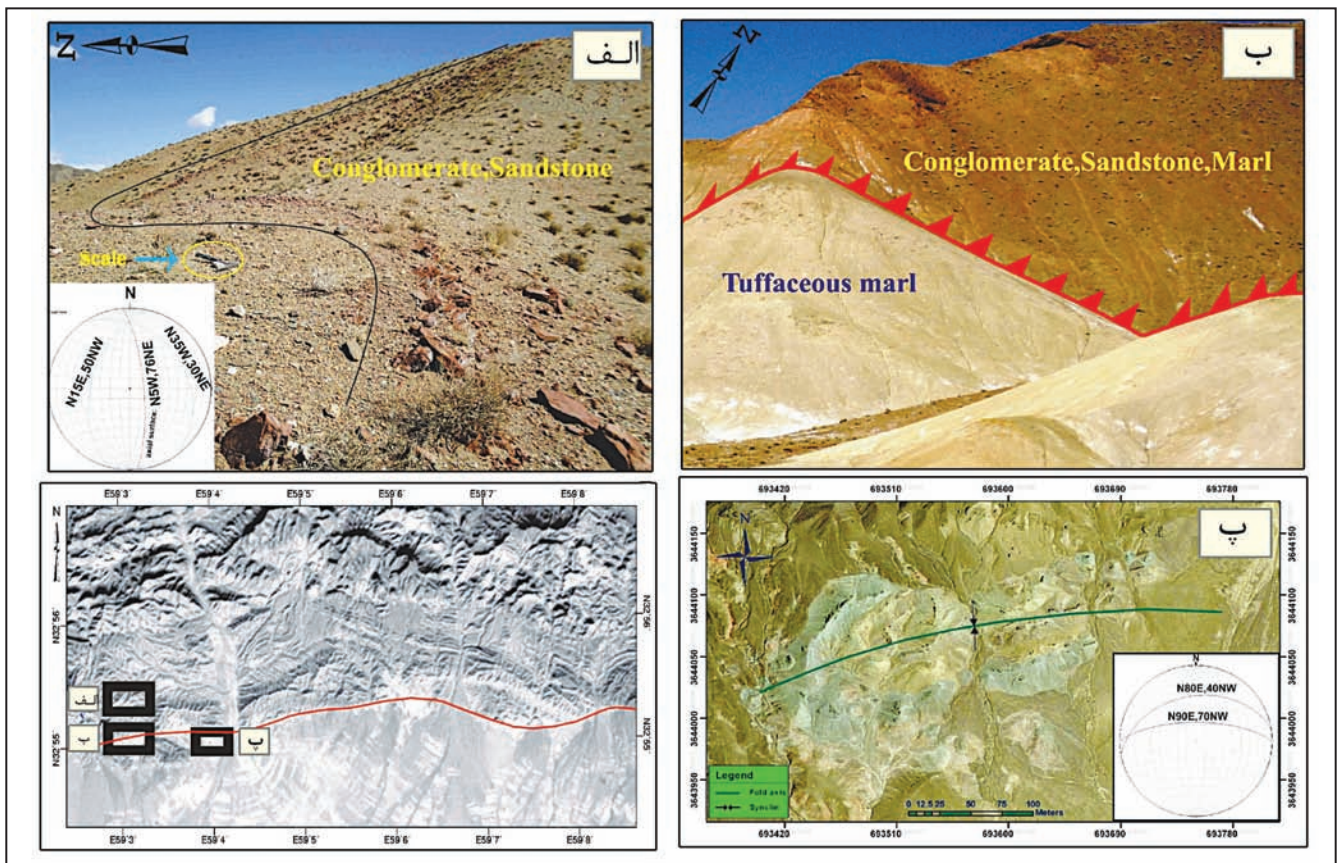 Z
الف
Conglomerate,Sandstone
scale
N
N15E,50NW
axial surface: N5W,76NE
N35W,30NE
N
ب
Conglomerate,Sandstone,Marl
Tuffaceous marl
E59˚3' E59˚4' E59˚5' E59˚6' E59˚7' E59˚8'
N
N32˚56' N32˚56'
الف
ب
پ
N32˚55' N32˚55'
E59˚3' E59˚4' E59˚5' E59˚6' E59˚7' E59˚8'
693420 693510 693600 693690 693780
N
پ
3644150 3644150
3644100 3644100
3644050 3644050
3644000 3644000
3643950 3643950
N
N80E,40NW
N90E,70NW
Legend
Fold axis
0 12.5 25 50 75 100
Meters
693420 693510 693600 693690 693780